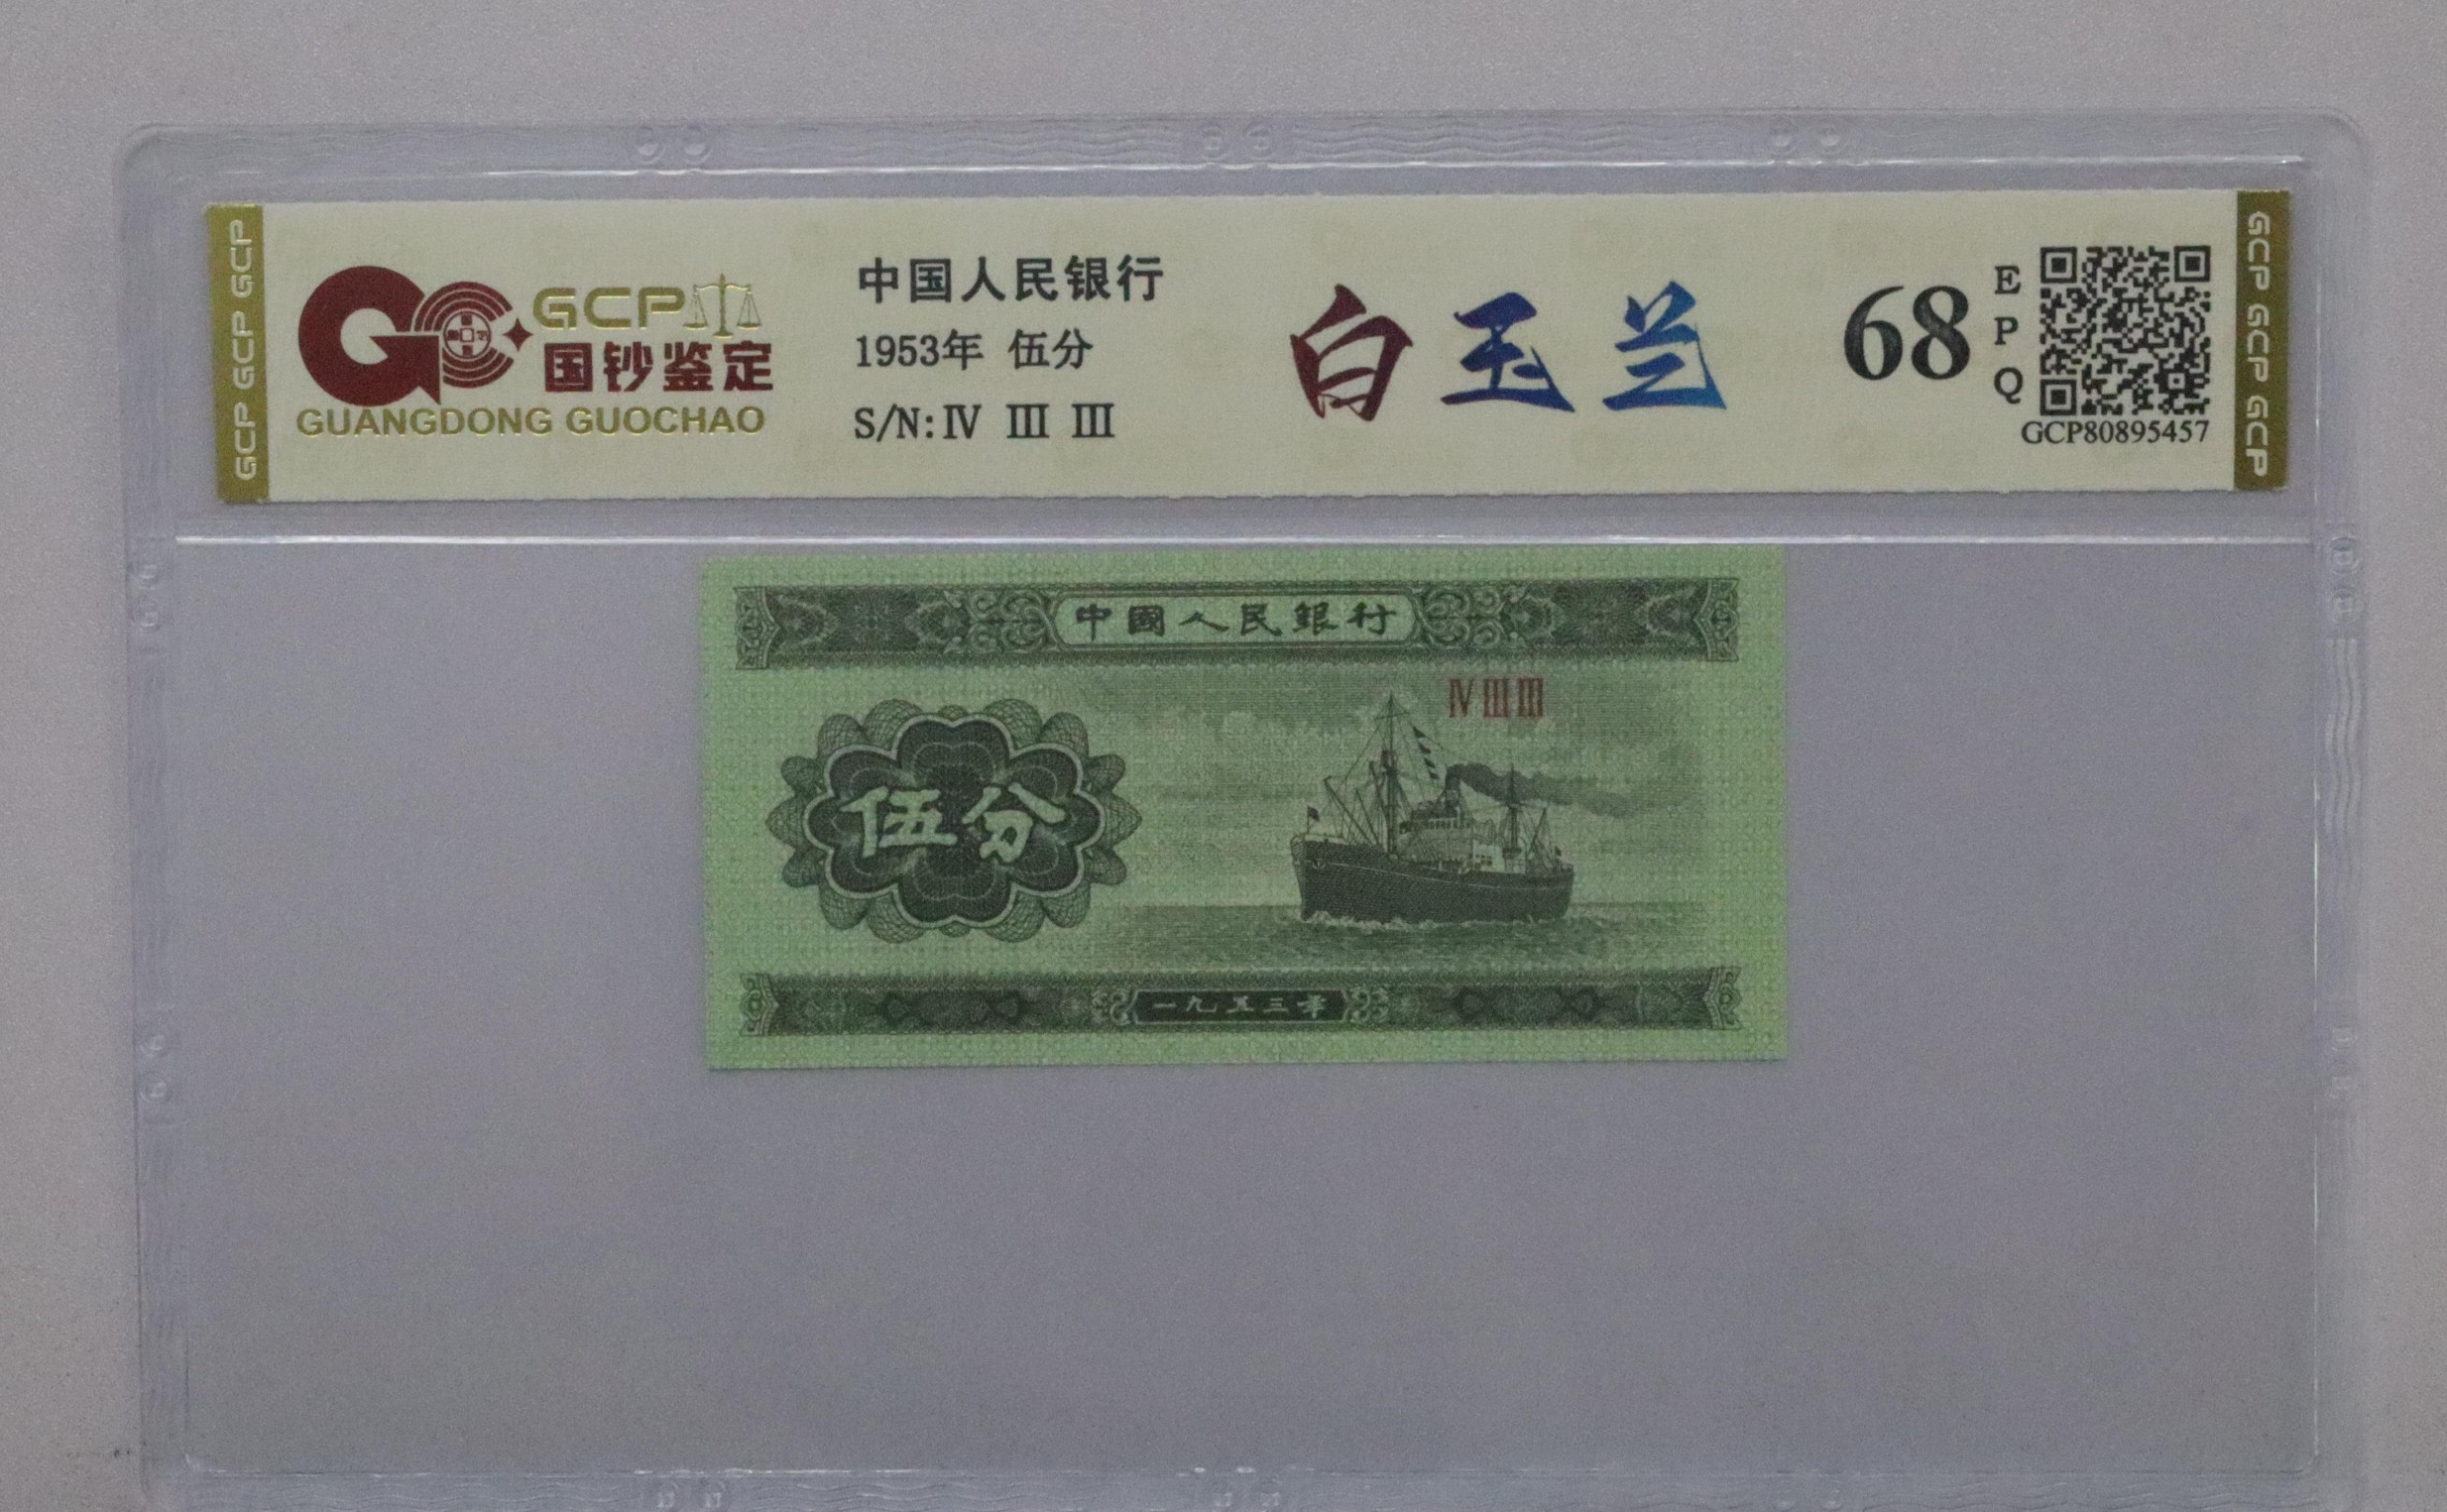 GCP GCP GCP
GCP
国钞鉴定
GUANGDONG GUOCHAO
中国人民银行
1953年 伍分
S/N: Ⅳ Ⅲ Ⅲ
白玉兰
68
E
P
Q
GCP80895457
GCP GCP GCP
中國人民銀行
Ⅳ Ⅲ Ⅲ
伍分
一九五三年